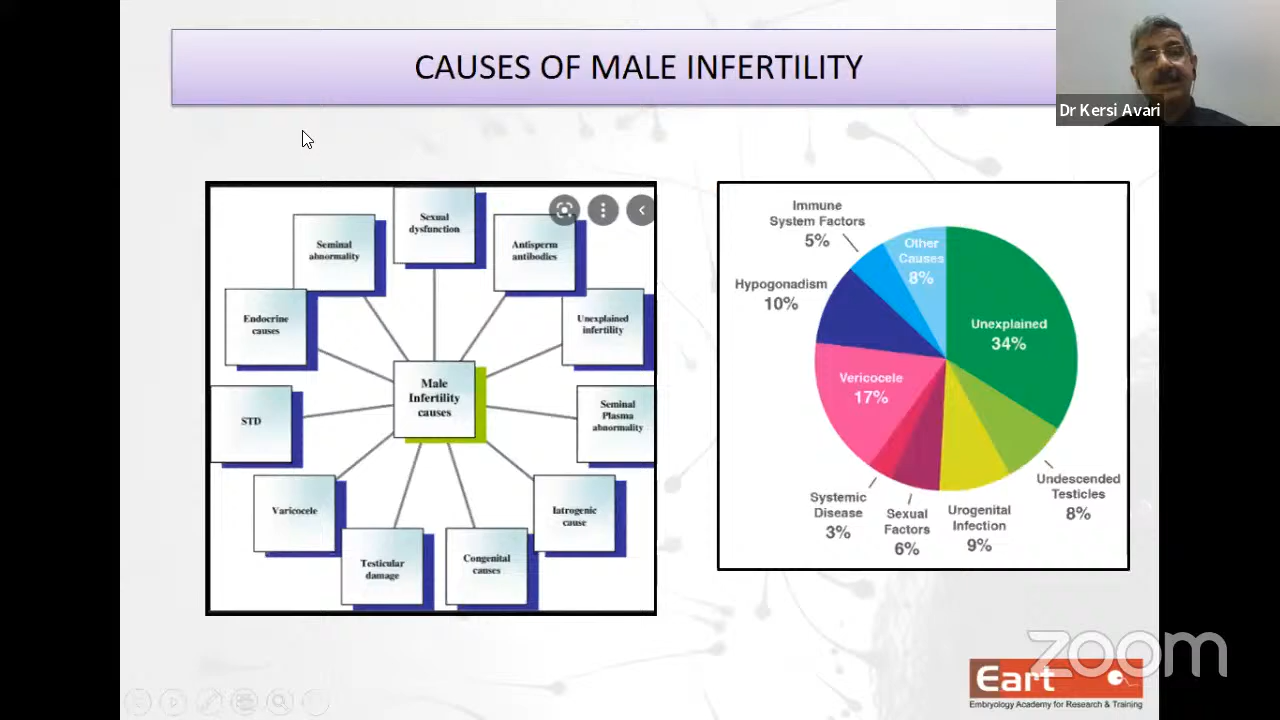 CAUSES OF MALE INFERTILITY
Dr Kersi Avari
Sexual
dysfunction
Seminal
abnormality
Antisperm
antibodies
Endocrine
causes
Unexplained
infertility
Male
Infertility
causes
STD
Seminal
Plasma
abnormality
Varicocele
Iatrogenic
cause
Testicular
damage
Congenital
causes
Immune
System Factors
5%
Other
Causes
8%
Hypogonadism
10%
Unexplained
34%
Vericocele
17%
Undescended
Testicles
8%
Systemic
Disease
3%
Sexual
Factors
6%
Urogenital
Infection
9%
zoom
Eart
Embryology Academy for Research & Training